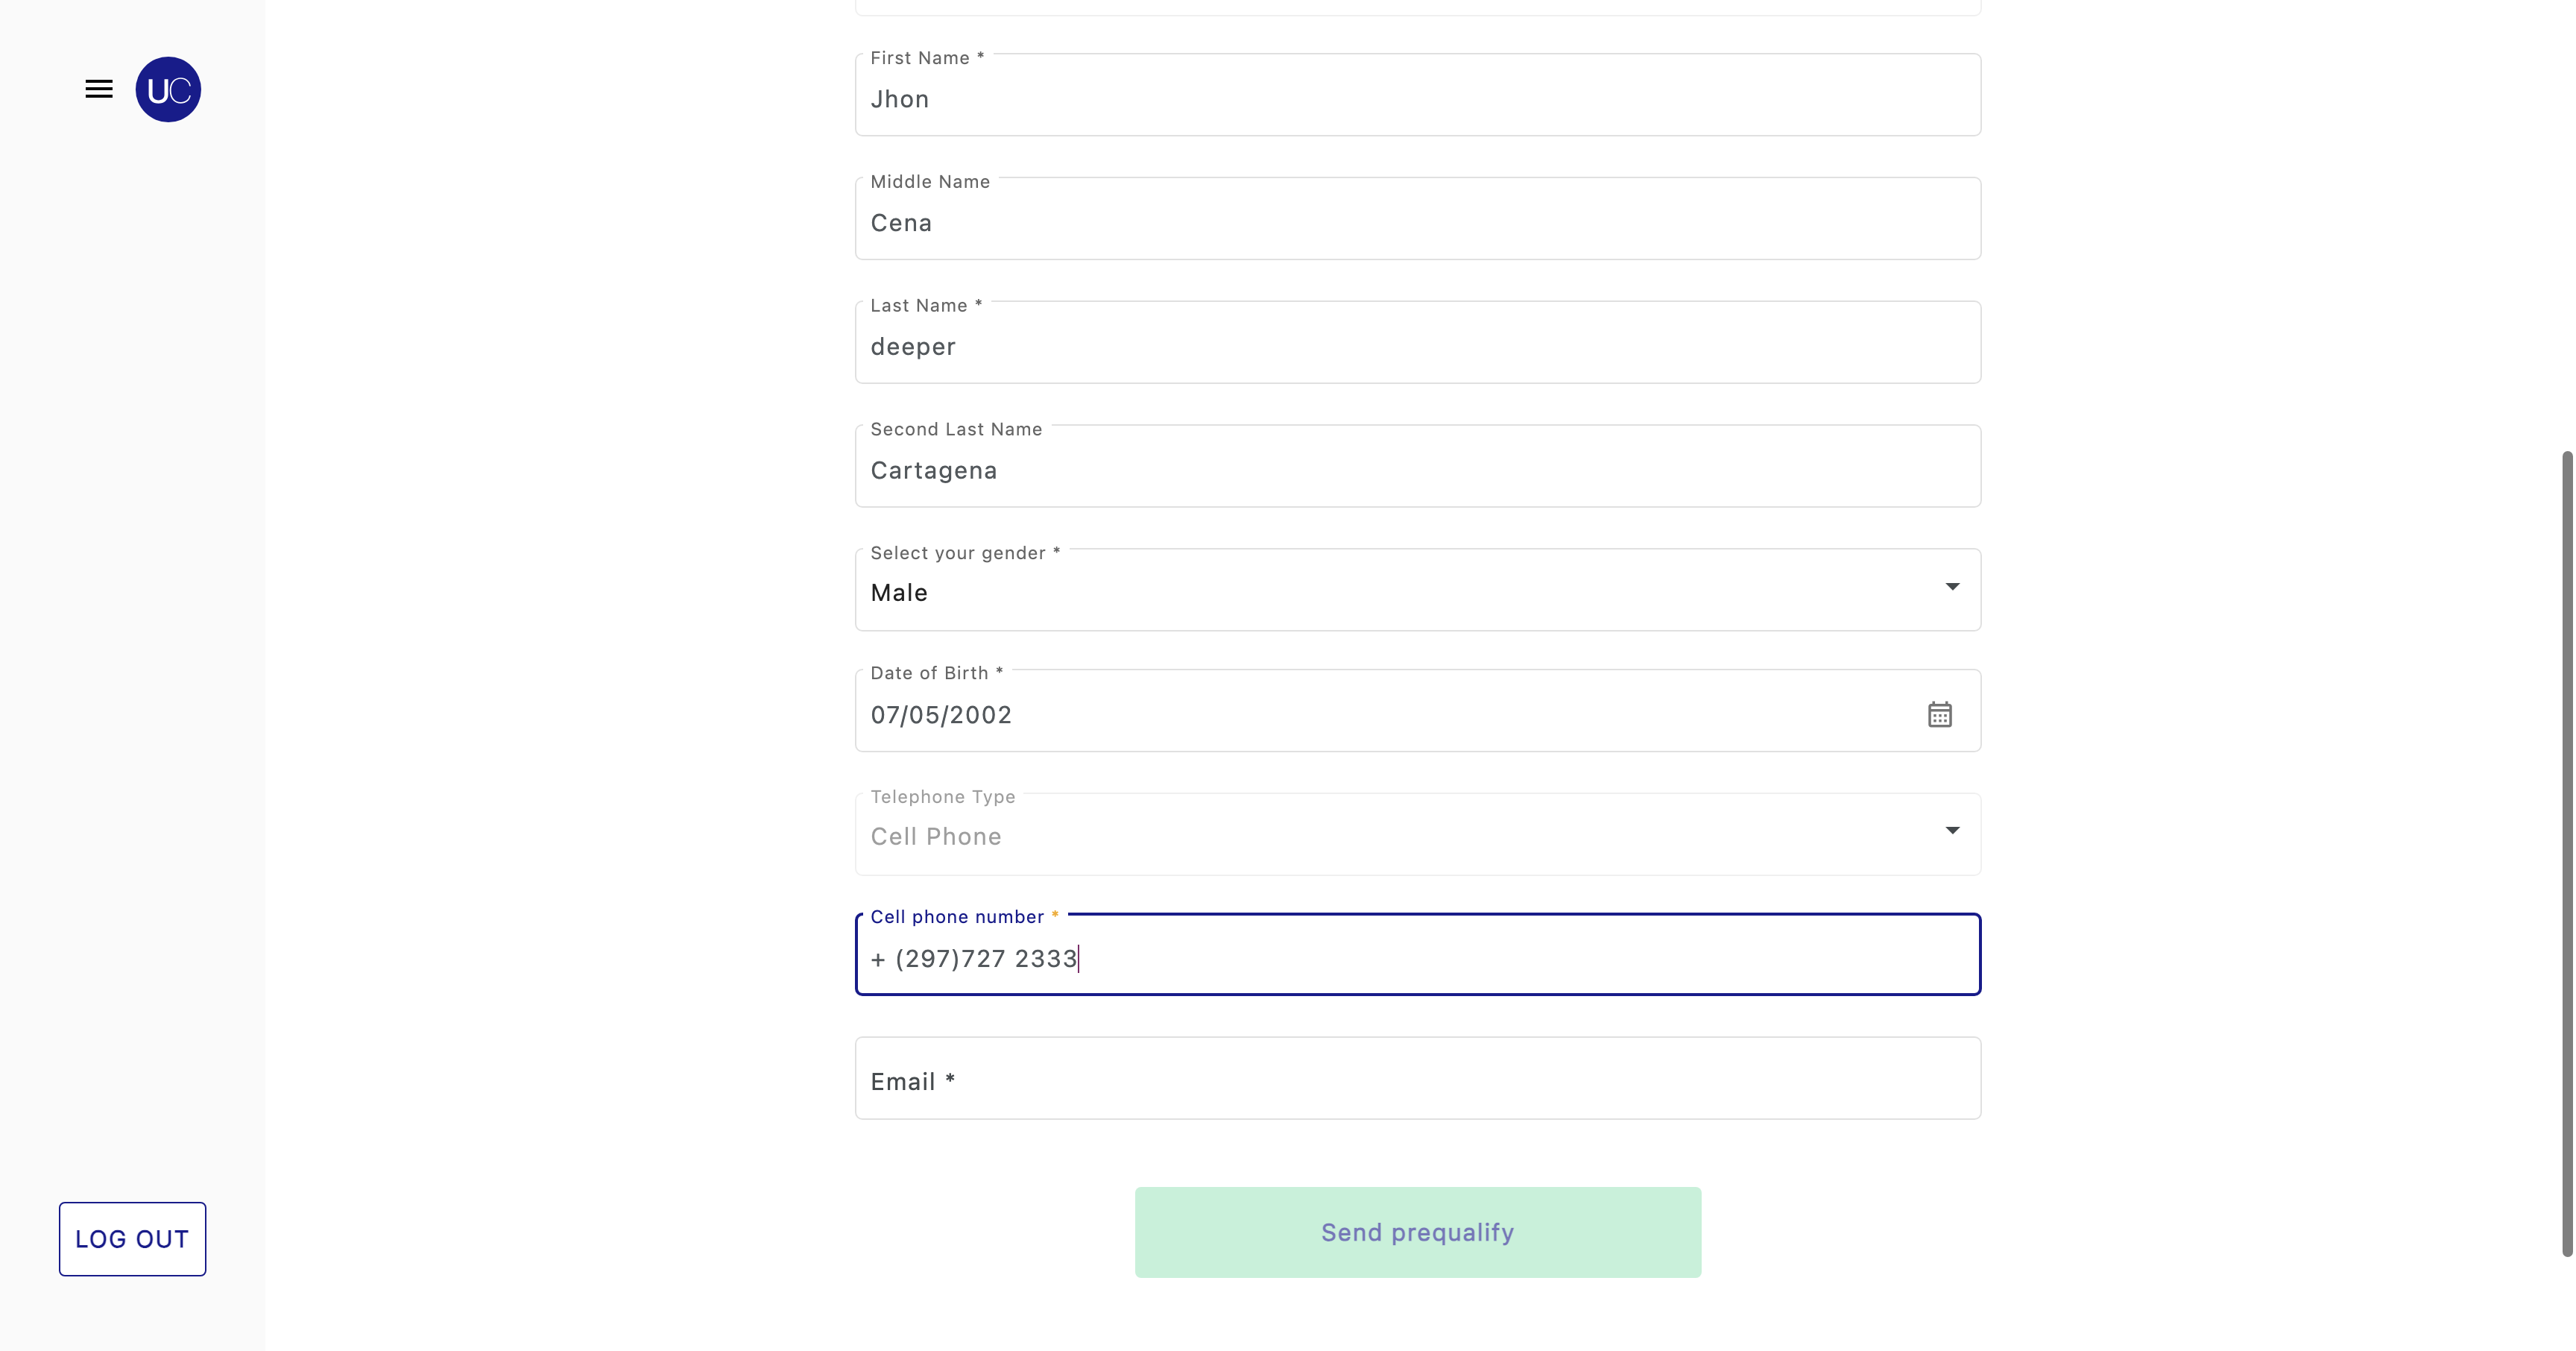 UC
First Name *
Jhon
Middle Name
Cena
Last Name *
deeper
Second Last Name
Cartagena
Select your gender *
Male
Date of Birth *
07/05/2002
Telephone Type
Cell Phone
Cell phone number *
+ (297)727 2333
Email *
Send prequalify
LOG OUT